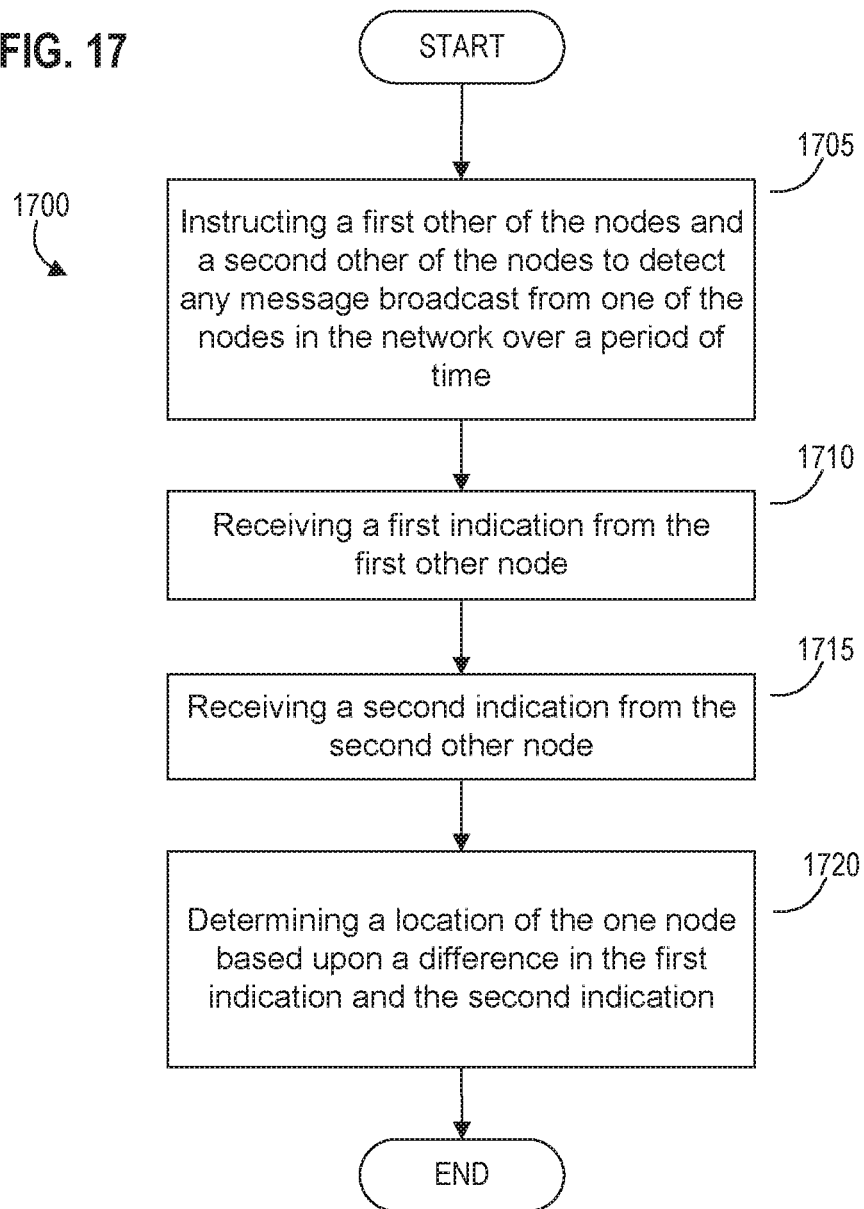 FIG. 17
START
1700
1705
Instructing a first other of the nodes and
a second other of the nodes to detect
any message broadcast from one of the
nodes in the network over a period of
time
1710
Receiving a first indication from the
first other node
1715
Receiving a second indication from the
second other node
1720
Determining a location of the one node
based upon a difference in the first
indication and the second indication
END